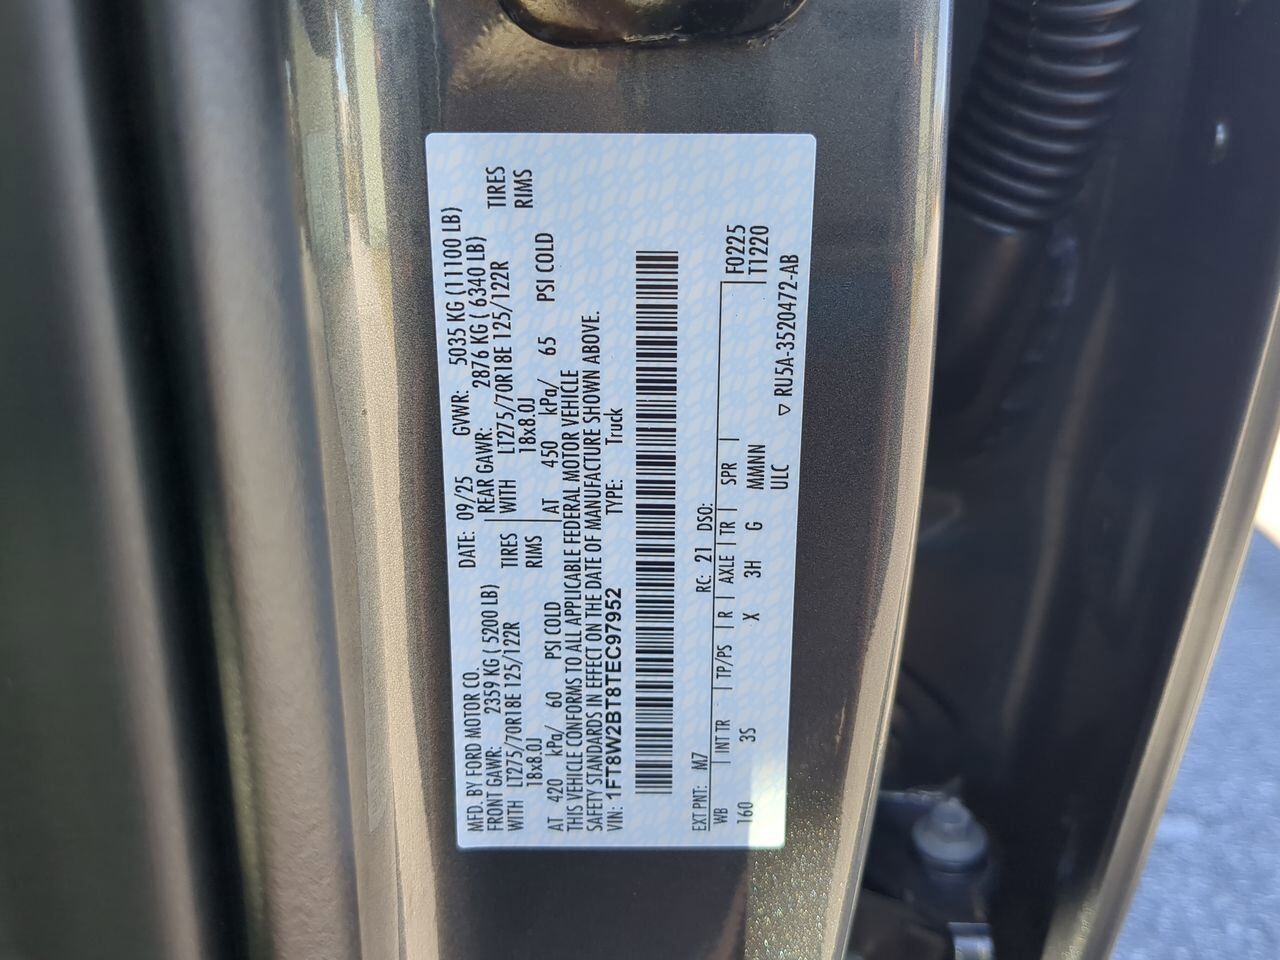 MFD. BY FORD MOTOR CO.
DATE: 09/25 GVWR: 5035 KG (11100 LB)
FRONT GAWR: 2359 KG ( 5200 LB) REAR GAWR: 2876 KG ( 6340 LB)
WITH LT275/70R18E 125/122R TIRES WITH LT275/70R18E 125/122R TIRES
18x8.0J RIMS 18x8.0J RIMS
AT 420 kPa/ 60 PSI COLD AT 450 kPa/ 65 PSI COLD
THIS VEHICLE CONFORMS TO ALL APPLICABLE FEDERAL MOTOR VEHICLE
SAFETY STANDARDS IN EFFECT ON THE DATE OF MANUFACTURE SHOWN ABOVE.
VIN: 1FT8W2BT8TEC97952 TYPE: Truck
EXT PNT: M7 RC: 21 DSO:
WB INT TR TP/PS R AXLE TR SPR F0225
160 3S X 3H G MMNN T1220
ULC
▽ RU5A-3520472-AB